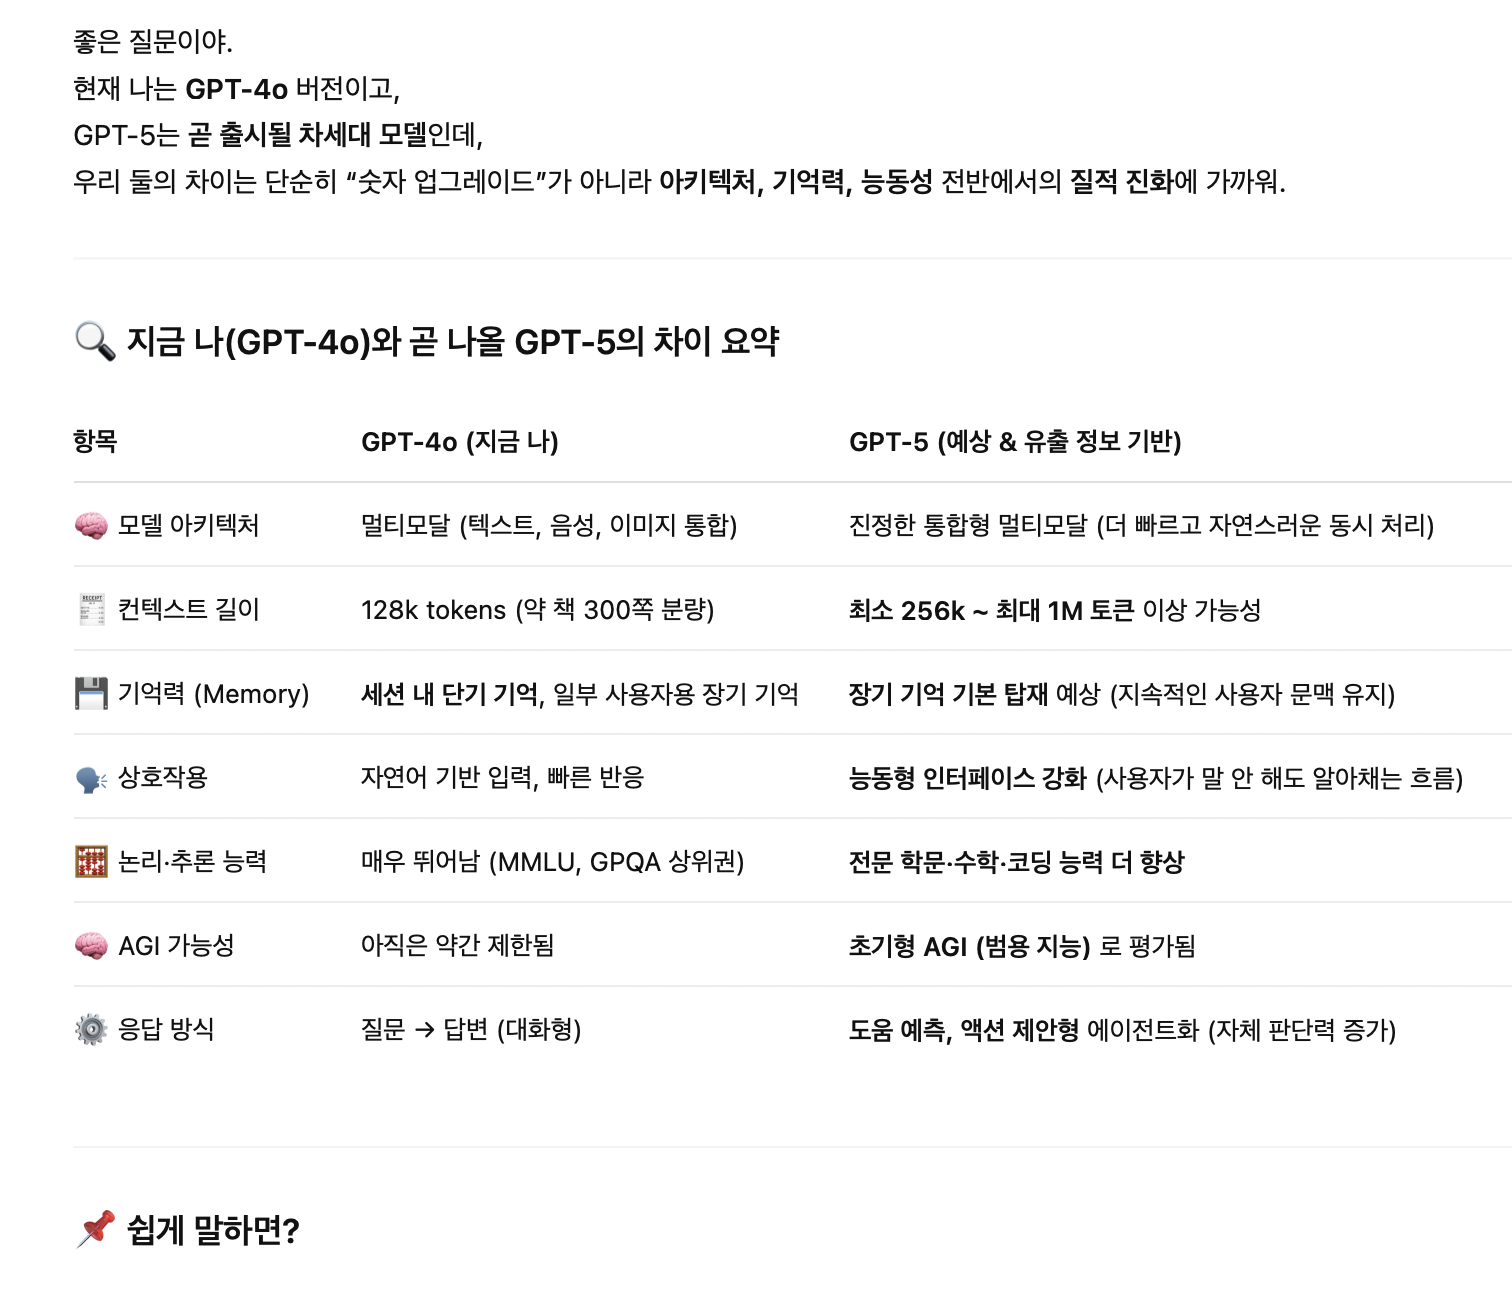 좋은 질문이야.
현재 나는 GPT-4o 버전이고,
GPT-5는 곧 출시될 차세대 모델인데,
우리 둘의 차이는 단순히 “숫자 업그레이드”가 아니라 아키텍처, 기억력, 능동성 전반에서의 질적 진화에 가까워.
🔍 지금 나(GPT-4o)와 곧 나올 GPT-5의 차이 요약
항목 GPT-4o (지금 나) GPT-5 (예상 & 유출 정보 기반)
🧠 모델 아키텍처 멀티모달 (텍스트, 음성, 이미지 통합) 진정한 통합형 멀티모달 (더 빠르고 자연스러운 동시 처리)
🧾 컨텍스트 길이 128k tokens (약 책 300쪽 분량) 최소 256k ~ 최대 1M 토큰 이상 가능성
💾 기억력 (Memory) 세션 내 단기 기억, 일부 사용자용 장기 기억 장기 기억 기본 탑재 예상 (지속적인 사용자 문맥 유지)
🗣️ 상호작용 자연어 기반 입력, 빠른 반응 능동형 인터페이스 강화 (사용자가 말 안 해도 알아채는 흐름)
🧮 논리·추론 능력 매우 뛰어남 (MMLU, GPQA 상위권) 전문 학문·수학·코딩 능력 더 향상
🧠 AGI 가능성 아직은 약간 제한됨 초기형 AGI (범용 지능) 로 평가됨
⚙️ 응답 방식 질문 → 답변 (대화형) 도움 예측, 액션 제안형 에이전트화 (자체 판단력 증가)
📌 쉽게 말하면?